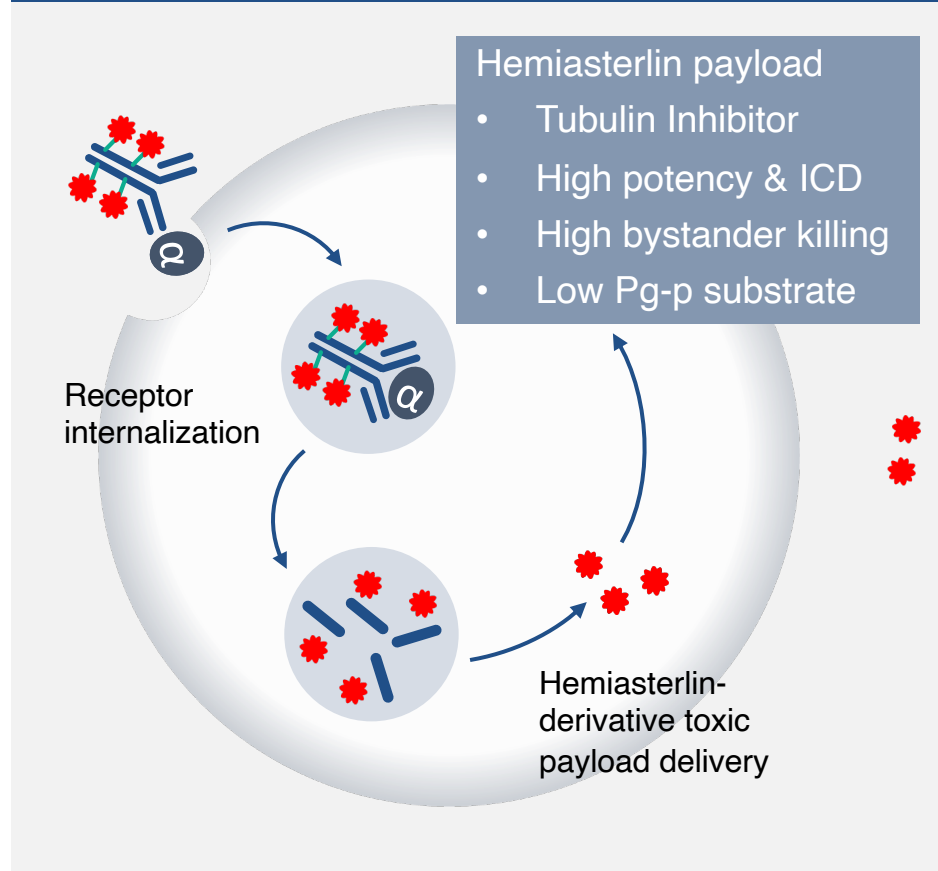 Hemiasterlin payload
• Tubulin Inhibitor
• High potency & ICD
• High bystander killing
• Low Pg-p substrate
α
α
Receptor
internalization
Hemiasterlin-
derivative toxic
payload delivery